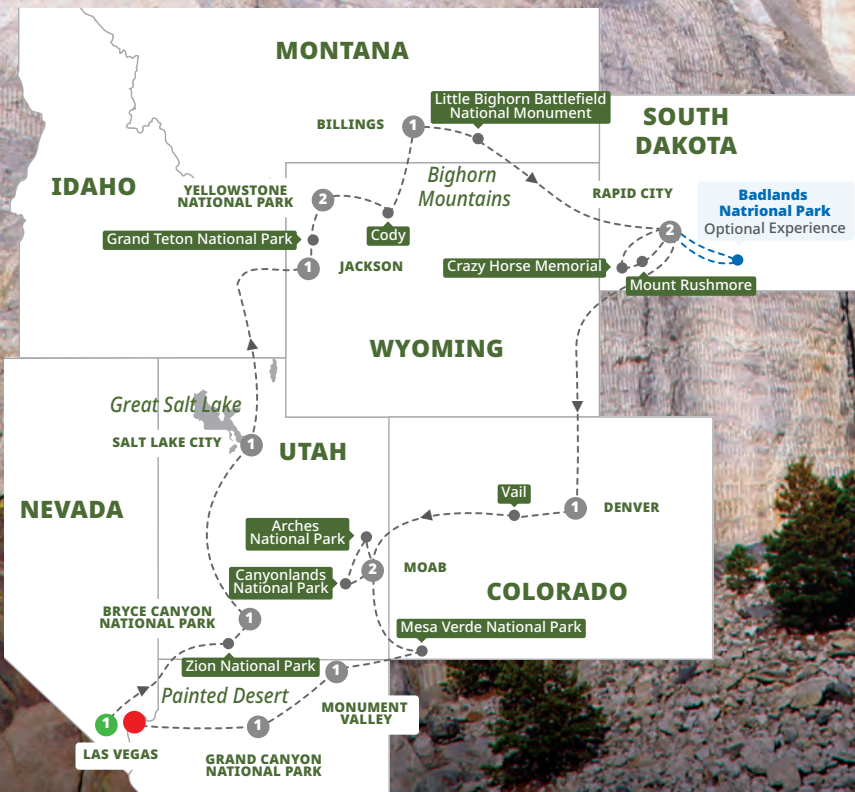 MONTANA
Little Bighorn Battlefield
National Monument
BILLINGS
1
SOUTH
DAKOTA
IDAHO
Bighorn
Mountains
YELLOWSTONE
NATIONAL PARK
2
RAPID CITY
Badlands
Natrional Park
Optional Experience
Cody
2
Grand Teton National Park
1
JACKSON
Crazy Horse Memorial
Mount Rushmore
WYOMING
Great Salt Lake
SALT LAKE CITY
1
UTAH
NEVADA
Vail
1
DENVER
Arches
National Park
Canyonlands
National Park
2
MOAB
COLORADO
BRYCE CANYON
NATIONAL PARK
1
Mesa Verde National Park
Zion National Park
1
Painted Desert
MONUMENT
VALLEY
1
1
LAS VEGAS
GRAND CANYON
NATIONAL PARK